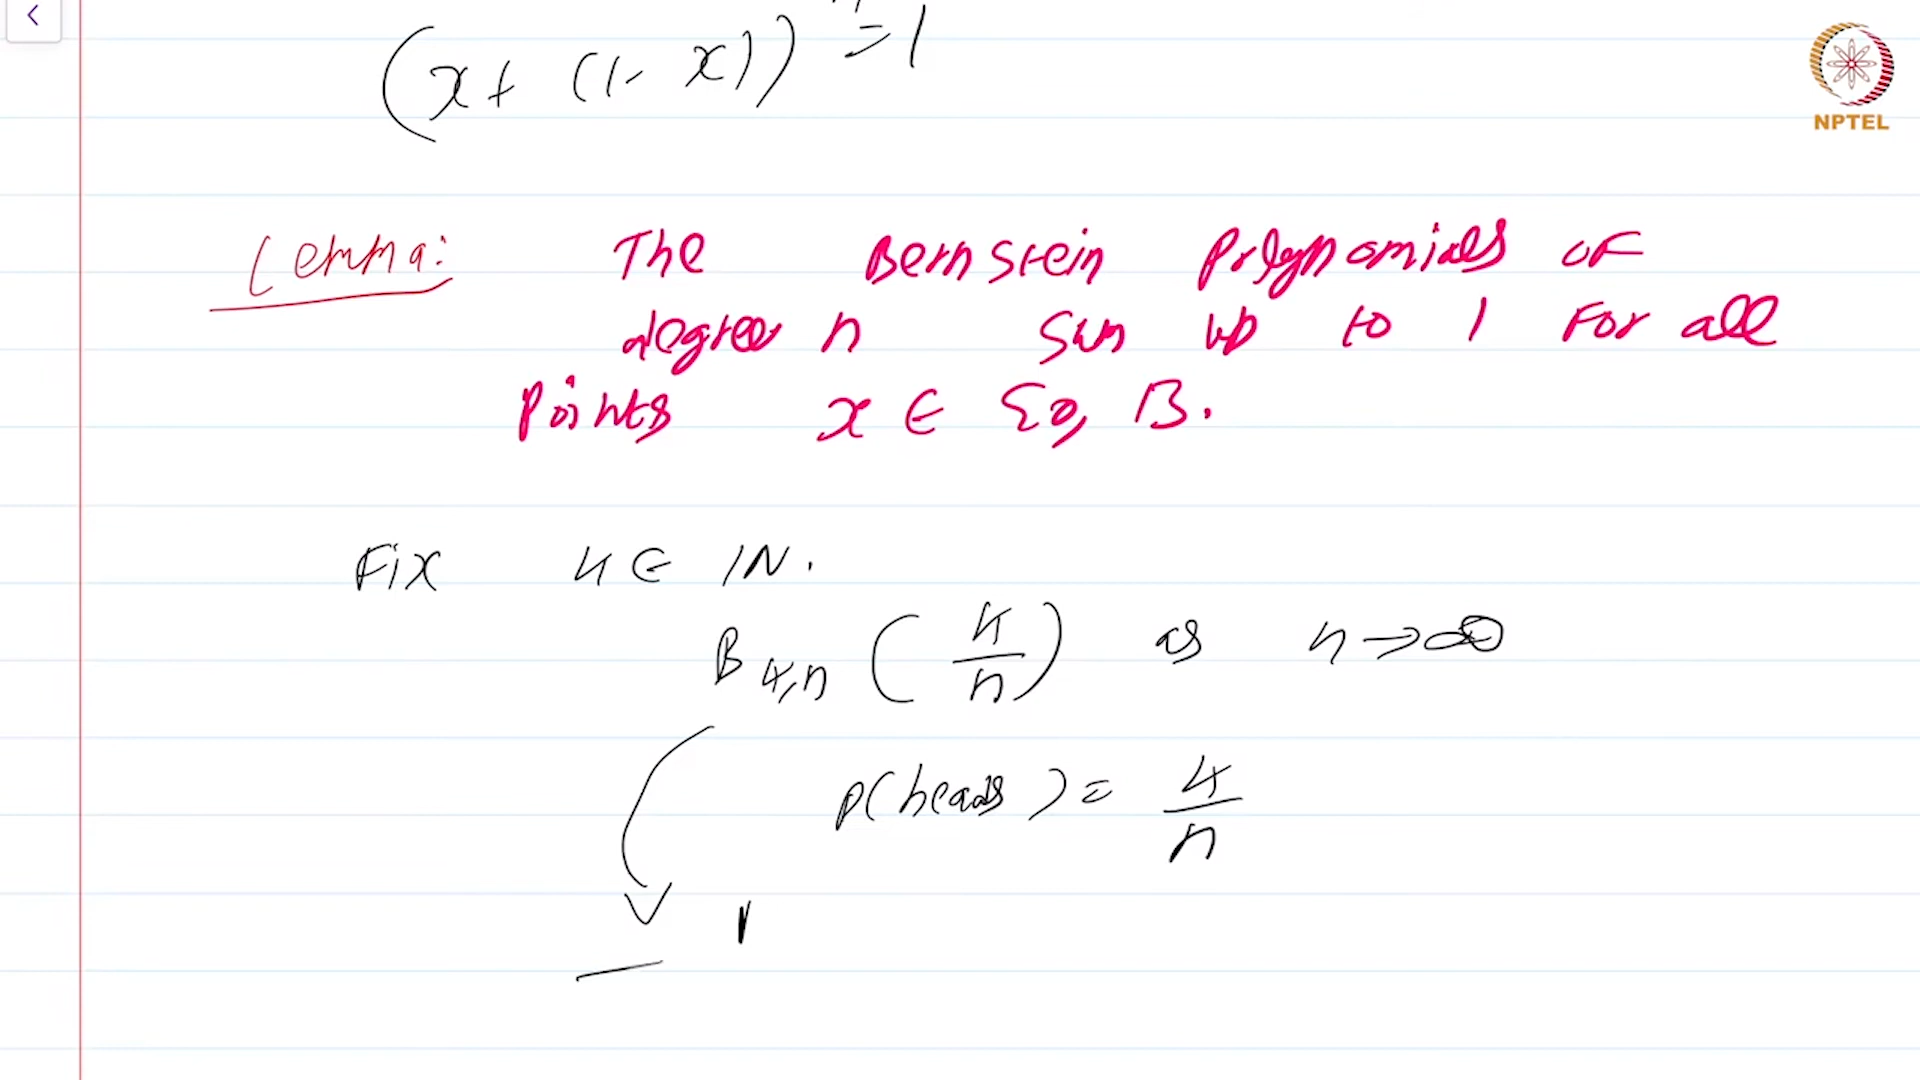 (x + (1 - x))^n = 1
NPTEL
Lemma: The Bernstein Polynomials of
degree n sum up to 1 for all
points x ∈ [0, 1].
Fix k ∈ ℕ.
B_{k,n} (k/n) as n → ∞
P(heads) = k/n